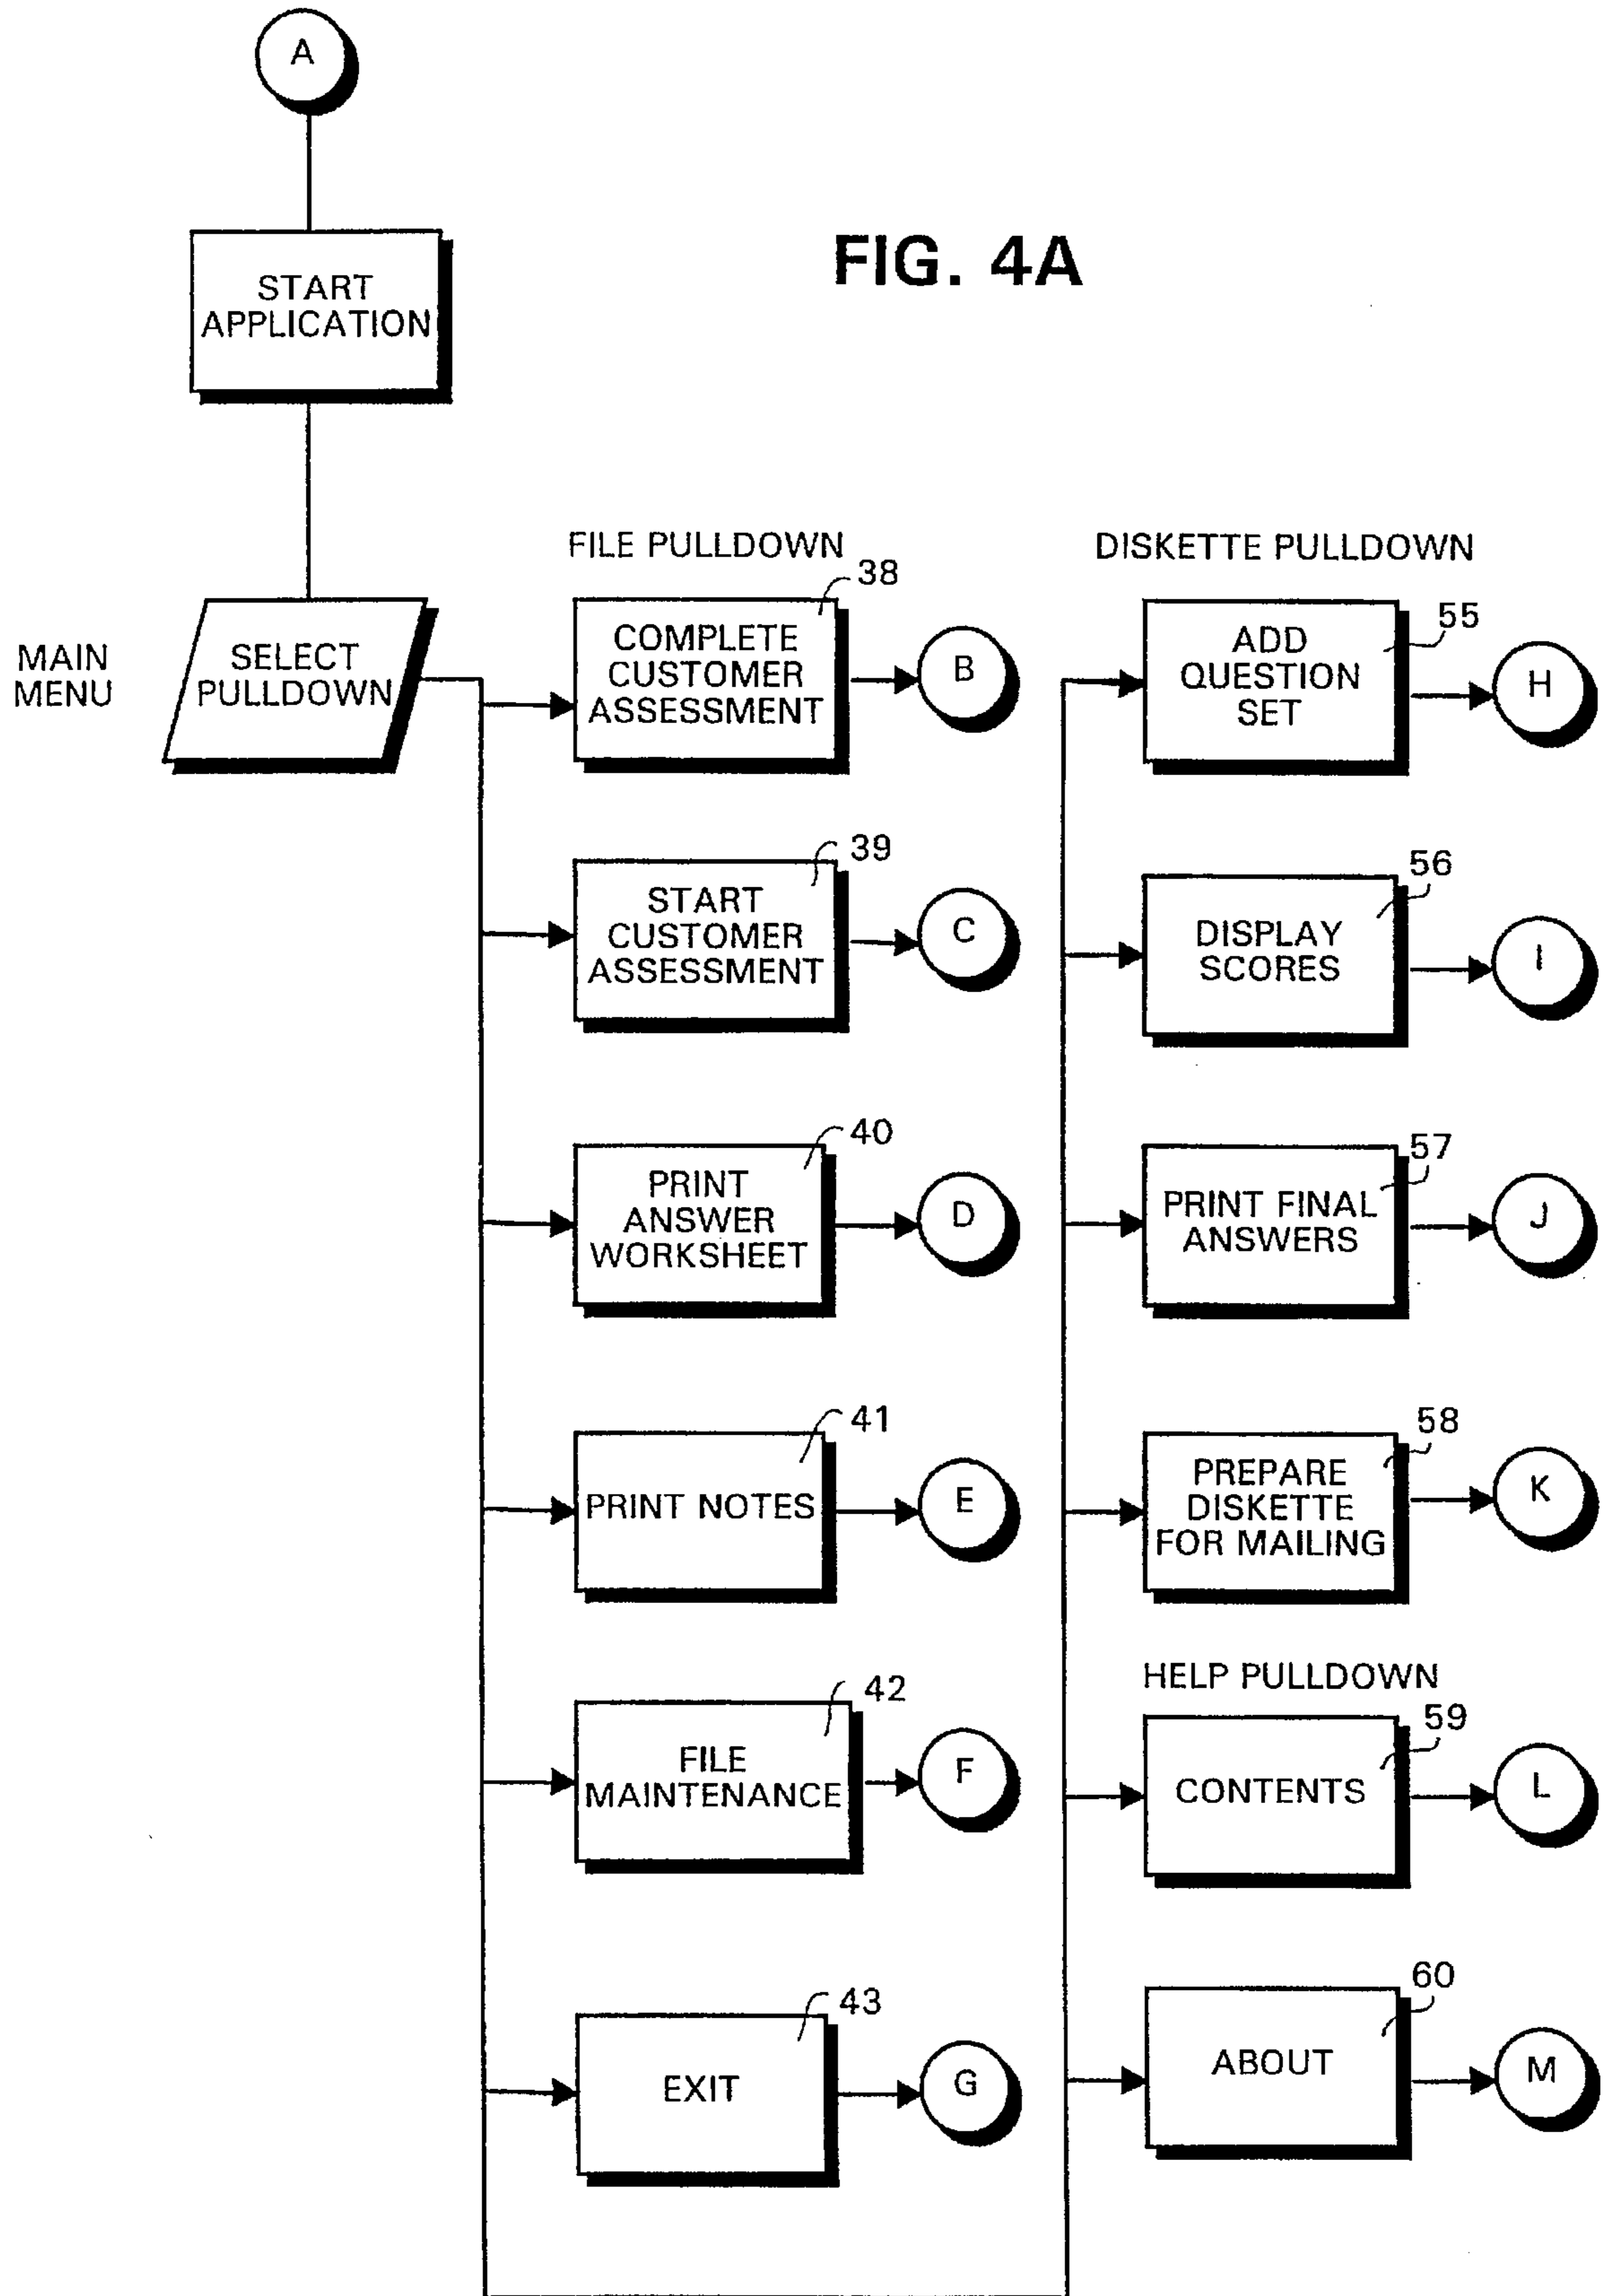 A
START
APPLICATION
FIG. 4A
MAIN
MENU
SELECT
PULLDOWN
FILE PULLDOWN
38
COMPLETE
CUSTOMER
ASSESSMENT
B
39
START
CUSTOMER
ASSESSMENT
C
40
PRINT
ANSWER
WORKSHEET
D
41
PRINT NOTES
E
42
FILE
MAINTENANCE
F
43
EXIT
G
DISKETTE PULLDOWN
55
ADD
QUESTION
SET
H
56
DISPLAY
SCORES
I
57
PRINT FINAL
ANSWERS
J
58
PREPARE
DISKETTE
FOR MAILING
K
HELP PULLDOWN
59
CONTENTS
L
60
ABOUT
M